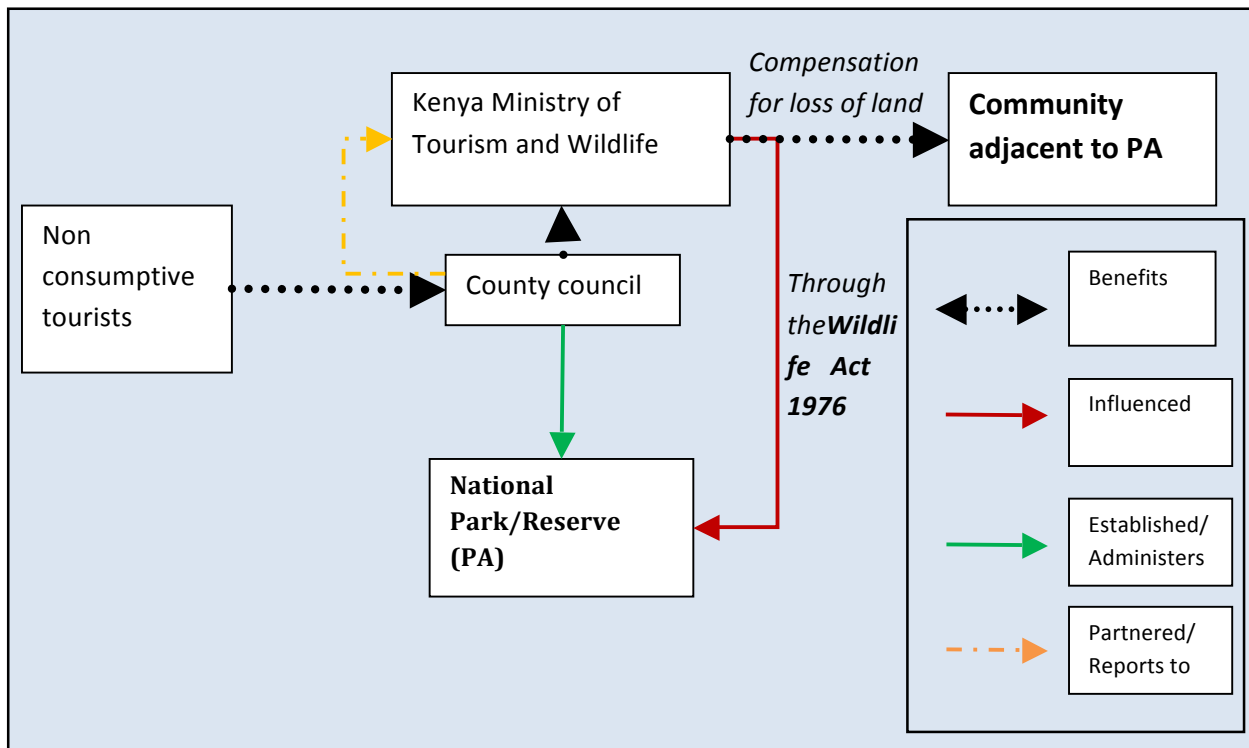 Compensation
for loss of land
Kenya Ministry of
Tourism and Wildlife
Community
adjacent to PA
Non
consumptive
tourists
County council
Through
theWildli
fe Act
1976
National
Park/Reserve
(PA)
Benefits
Influenced
Established/
Administers
Partnered/
Reports to